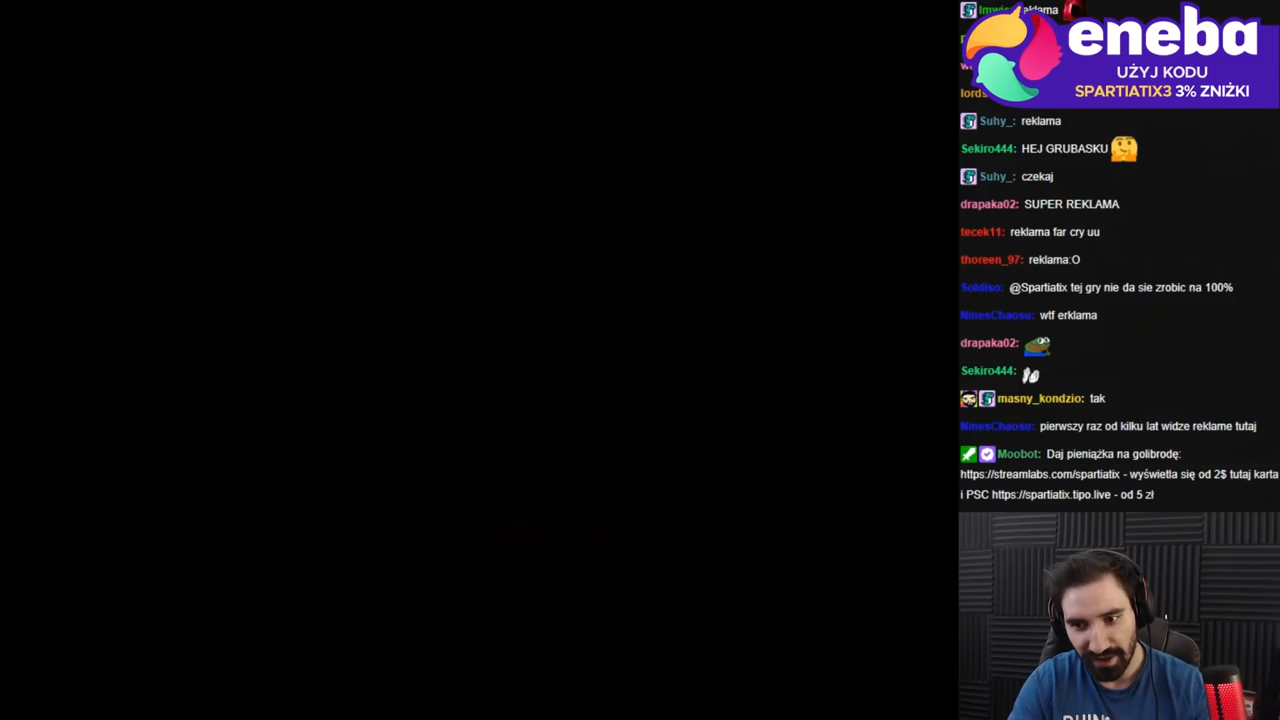 eklama
eneba
UŻYJ KODU
SPARTIATIX3 3% ZNIŻKI
Suhy_: reklama
Sekiro444: HEJ GRUBASKU
Suhy_: czekaj
drapaka02: SUPER REKLAMA
tecek11: reklama far cry uu
thoreen_97: reklama:O
Soldiso: @Spartiatix tej gry nie da sie zrobic na 100%
NinesChaosu: wtf erklama
drapaka02:
Sekiro444:
masny_kondzio: tak
NinesChaosu: pierwszy raz od kilku lat widze reklame tutaj
Moobot: Daj pieniążka na golibrodę:
https://streamlabs.com/spartiatix - wyświetla się od 2$ tutaj karta
i PSC https://spartiatix.tipo.live - od 5 zł